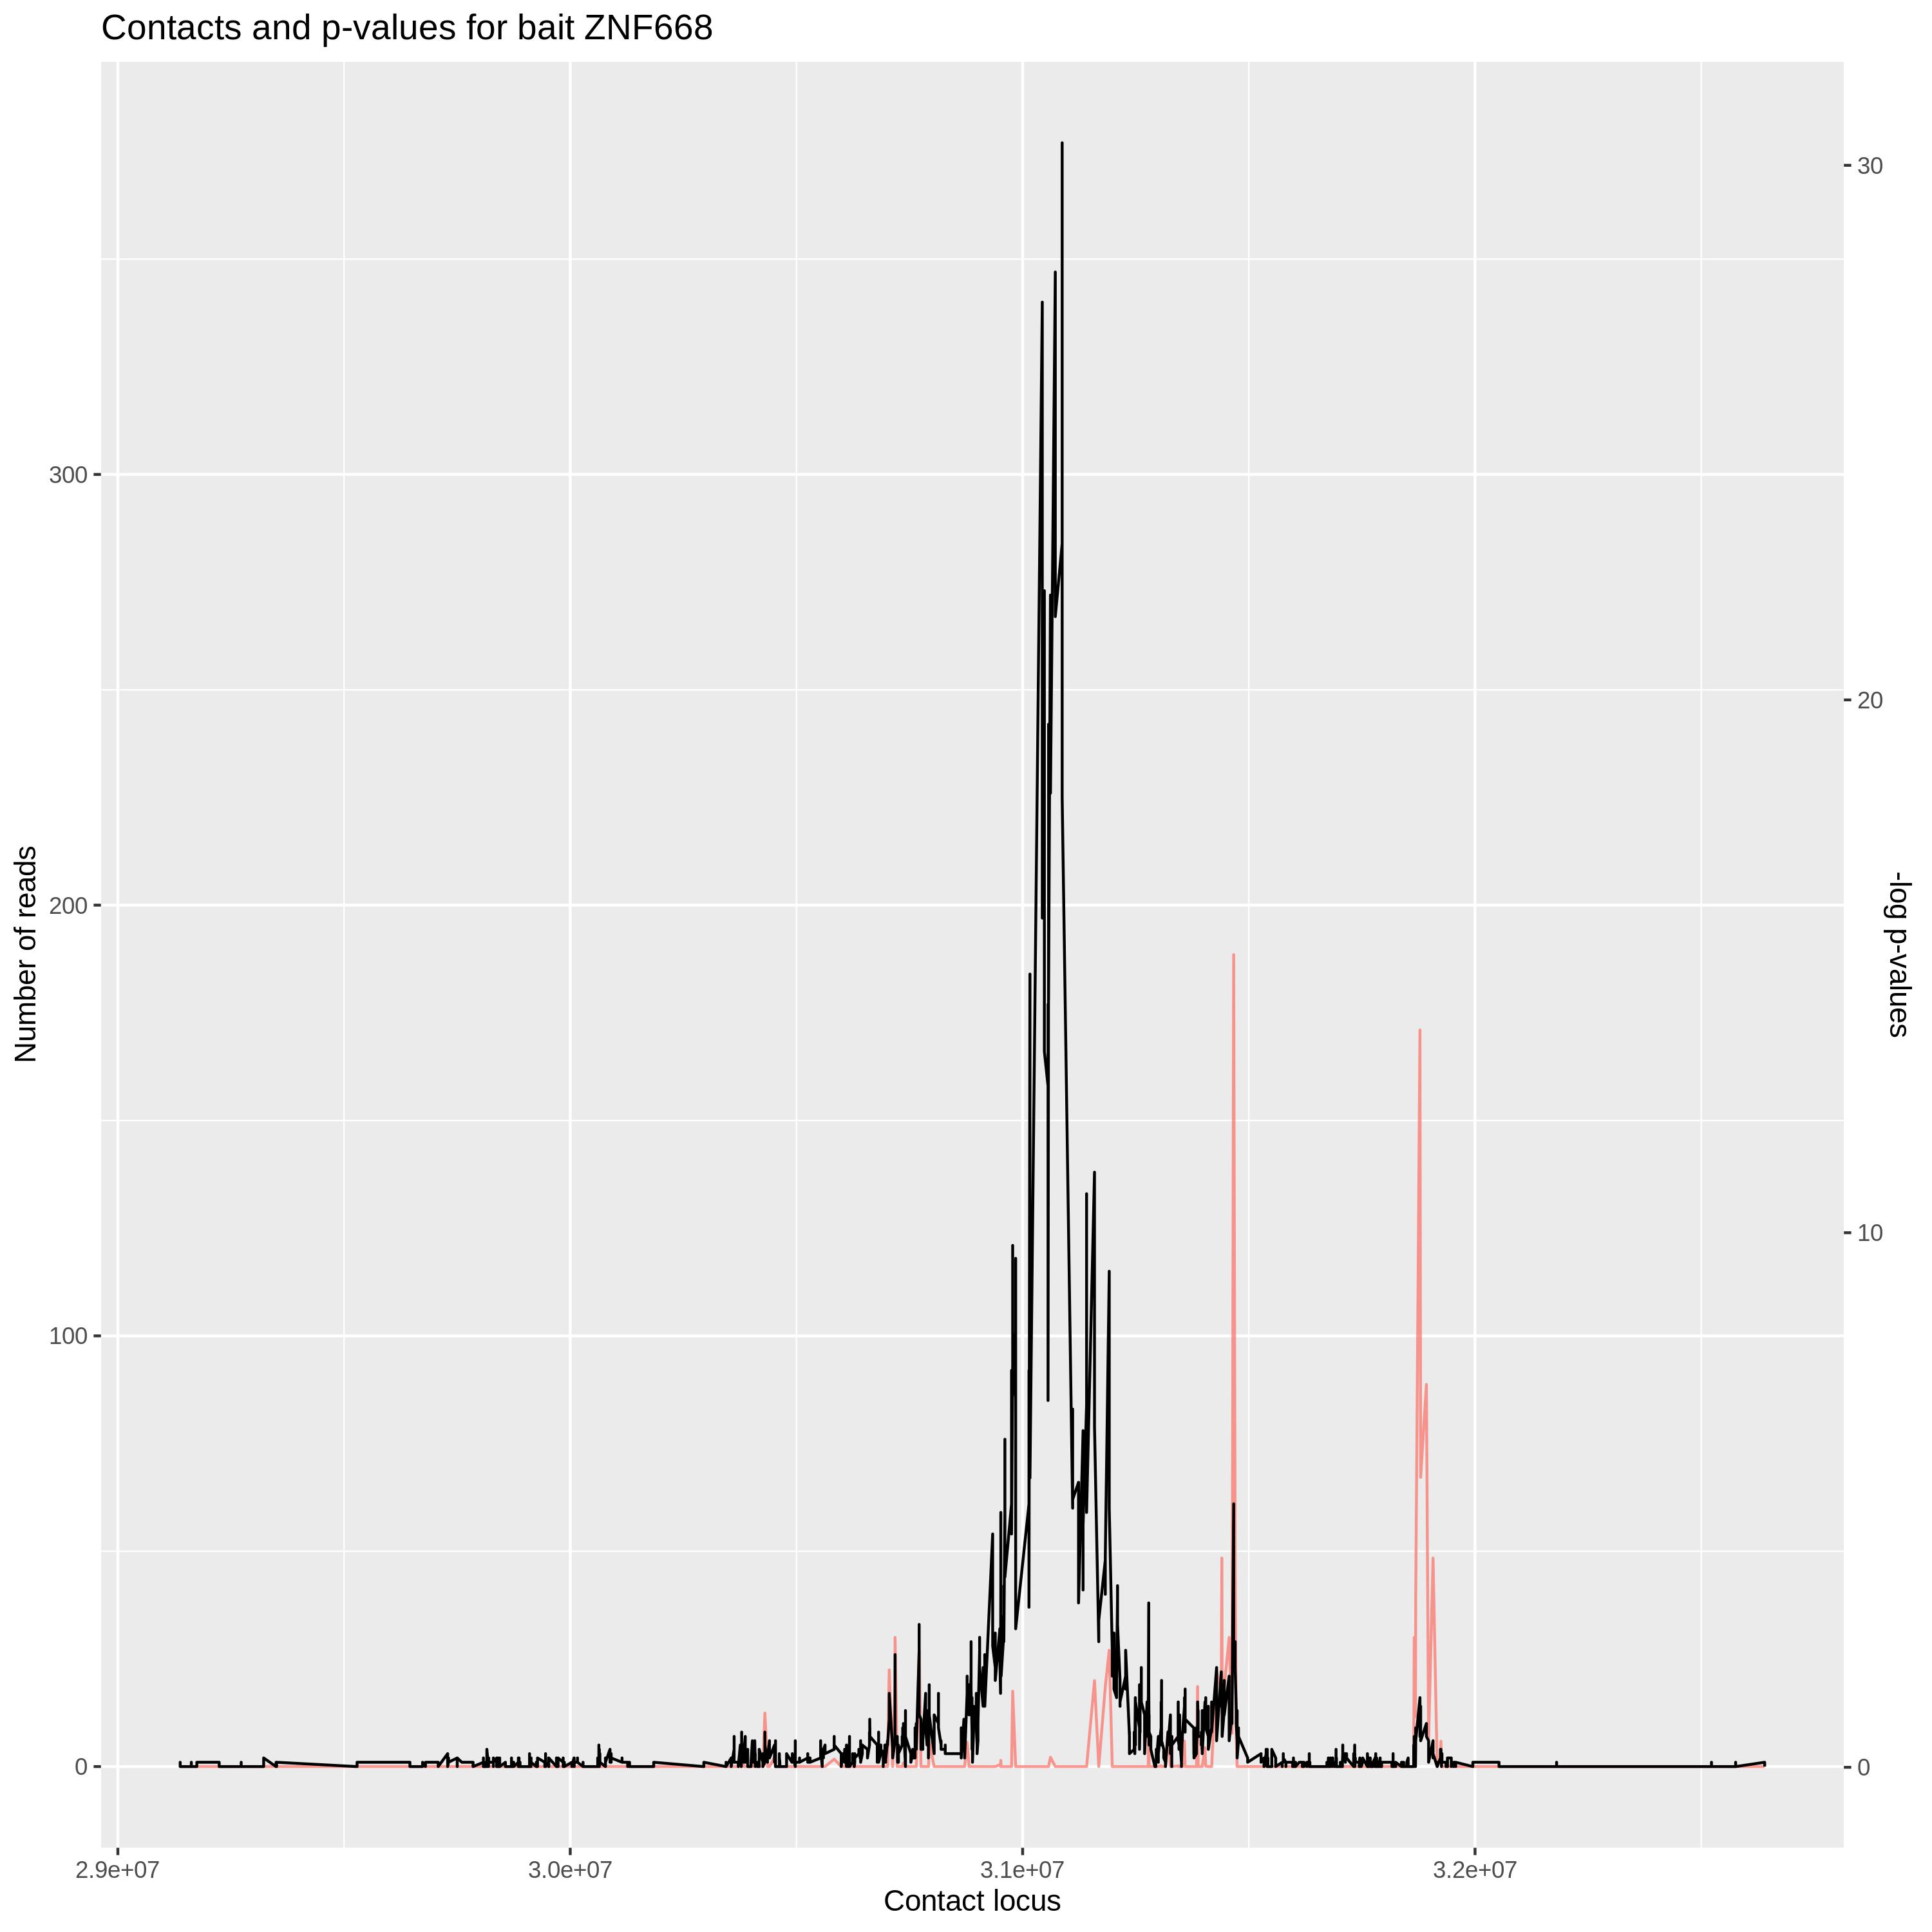 Contacts and p-values for bait ZNF668
Number of reads
300
200
100
0
30
20
10
0
-log p-values
2.9e+07
3.0e+07
3.1e+07
3.2e+07
Contact locus